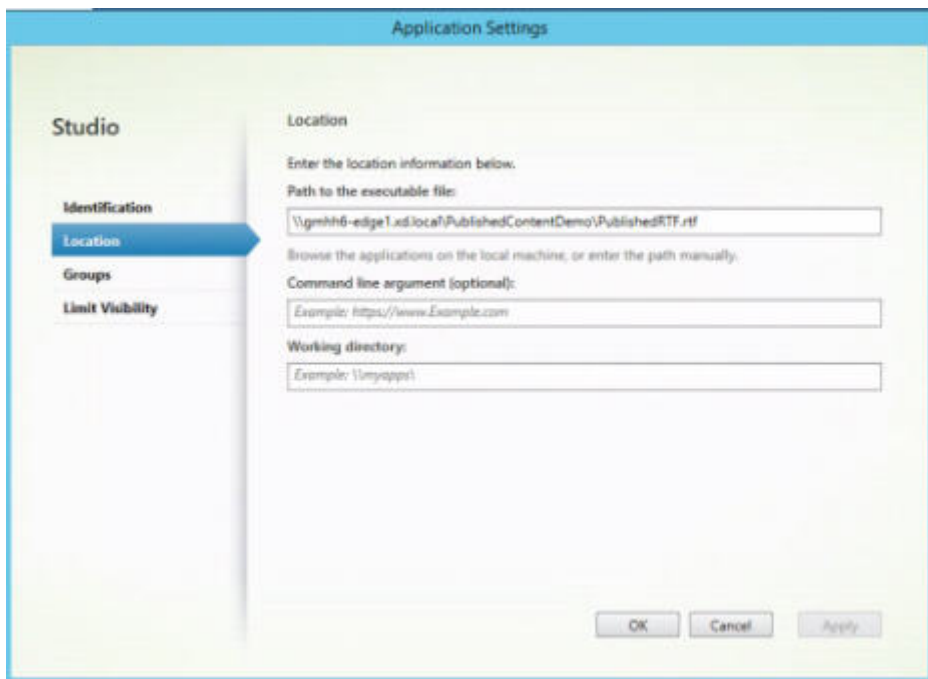 Application Settings
Studio
Identification
Location
Groups
Limit Visibility
Location
Enter the location information below.
Path to the executable file:
\\gmhh6-edge1.xd.local\PublishedContentDemo\PublishedRTF.rtf
Browse the applications on the local machine, or enter the path manually.
Command line argument (optional):
Example: https://www.Example.com
Working directory:
Example: \\myapps\
OK
Cancel
Apply